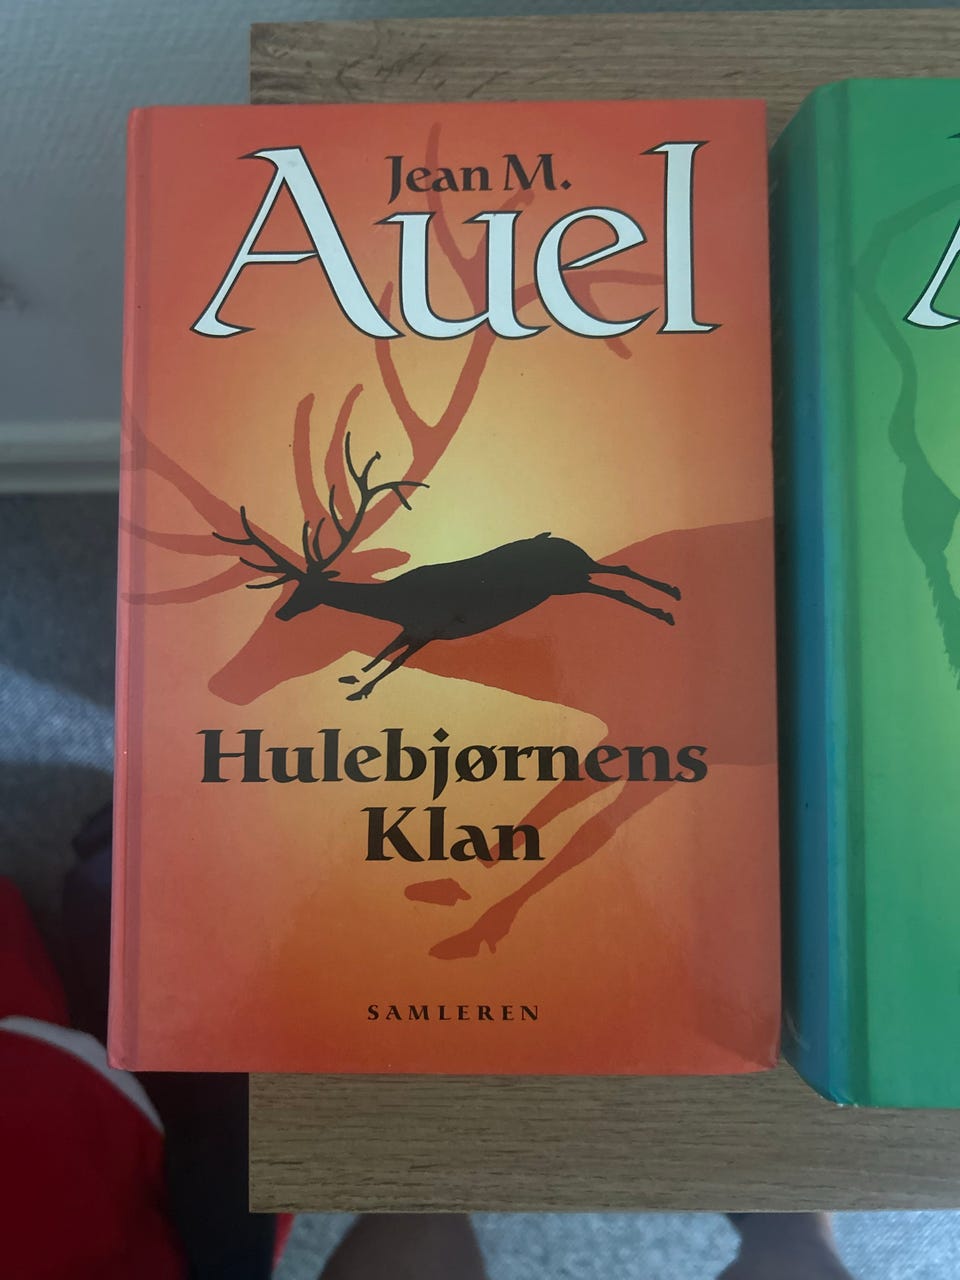 Jean M.
Auel
Hulebjørnens
Klan
SAMLEREN